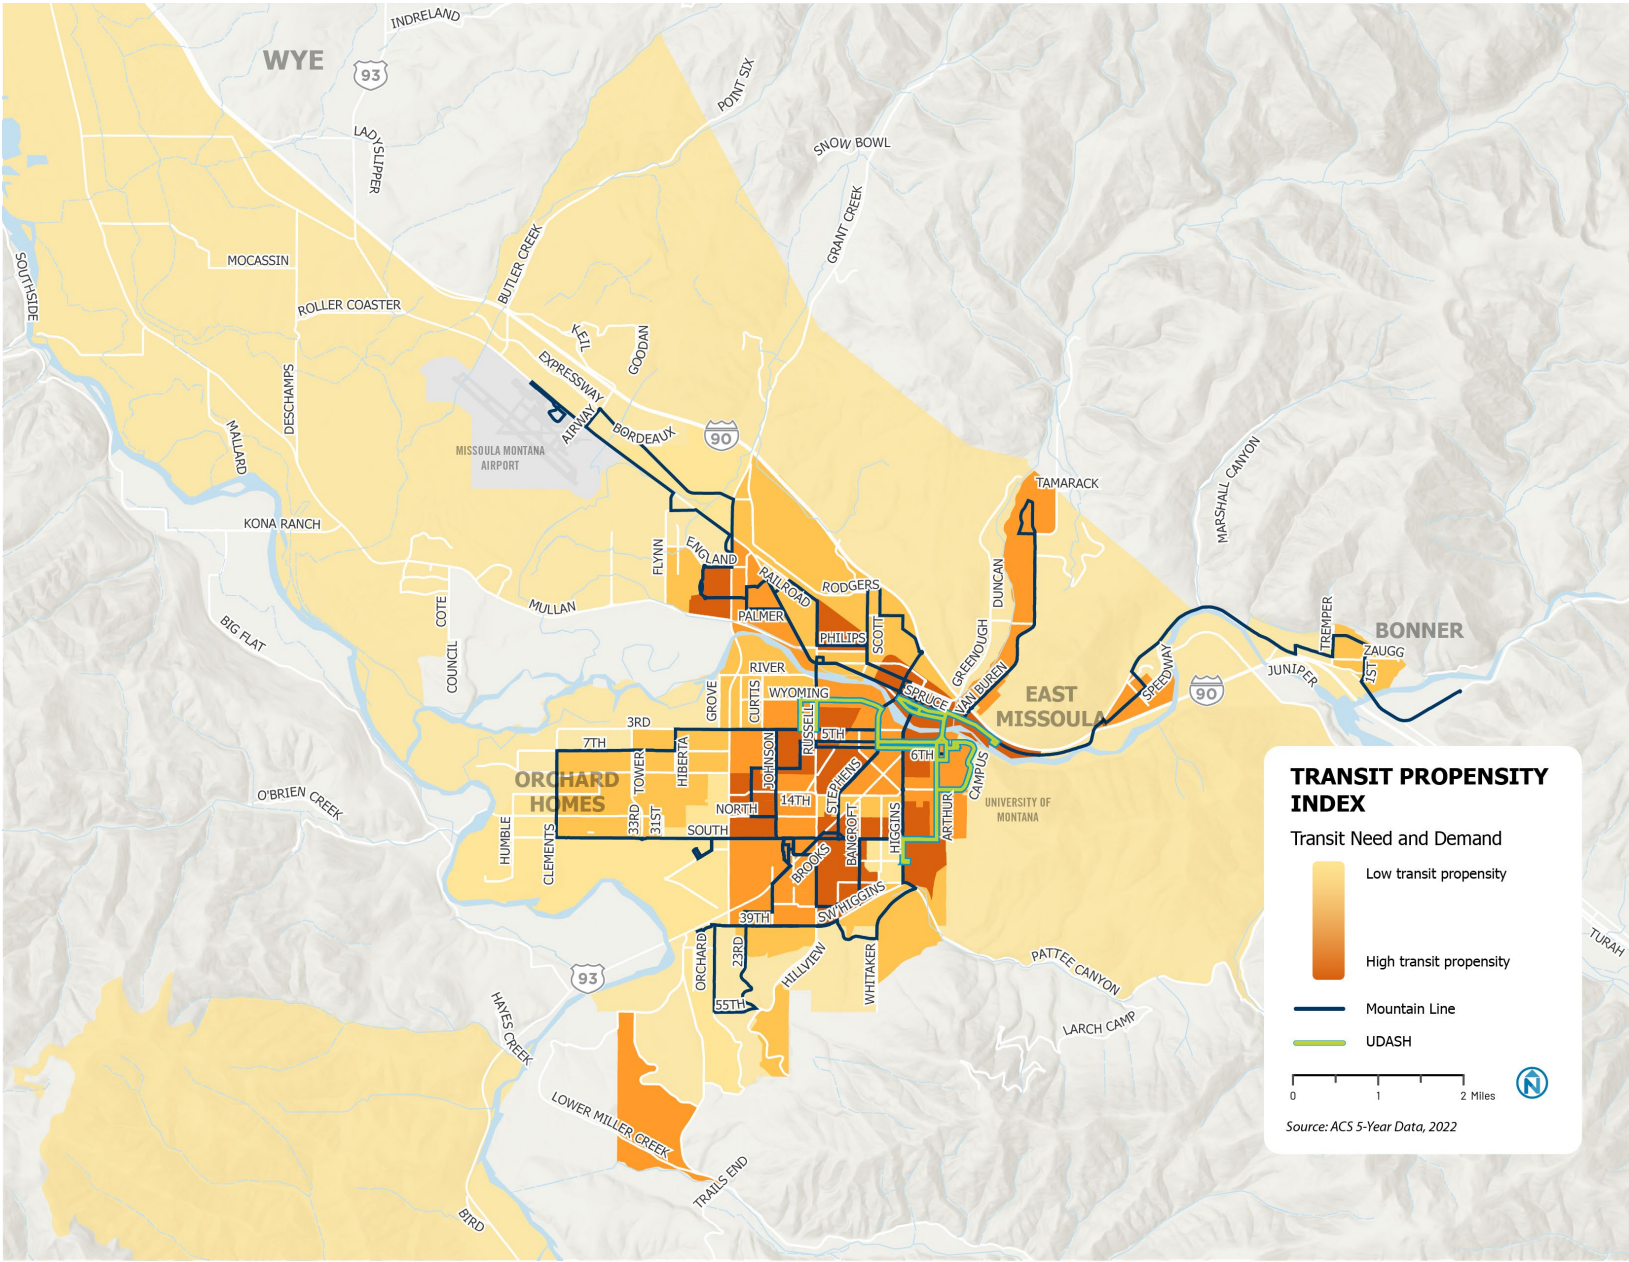 INDRELAND
WYE
93
POINT SIX
LADYSLIPPER
SNOW BOWL
GRANT CREEK
BUTLER CREEK
MOCASSIN
SOUTHSIDE
ROLLER COASTER
KEIL
GOODAN
EXPRESSWAY
DESCHAMPS
AIRWAY
BORDEAUX
90
MALLARD
MISSOULA MONTANA
AIRPORT
MARSHALL CANYON
TAMARACK
KONA RANCH
FLYNN
ENGLAND
RAILROAD
RODGERS
DUNCAN
COTE
MULLAN
PALMER
PHILIPS
SCOTT
GREENOUGH
TREMPER
BONNER
ZAUGG
1ST
JUNIPER
SPEEDWAY
90
BIG FLAT
COUNCIL
RIVER
GROVE
CURTIS
WYOMING
RUSSELL
SPRUCE
VAN BUREN
EAST
MISSOULA
3RD
7TH
TOWER
HIBERTA
JOHNSON
5TH
6TH
STEPHENS
CAMPUS
ORCHARD
HOMES
O'BRIEN CREEK
HUMBLE
CLEMENTS
33RD
31ST
NORTH
14TH
SOUTH
BROOKS
BANCROFT
HIGGINS
ARTHUR
UNIVERSITY OF
MONTANA
39TH
SW HIGGINS
ORCHARD
23RD
HILLVIEW
WHITAKER
55TH
93
HAYES CREEK
PATTEE CANYON
LARCH CAMP
TURAH
LOWER MILLER CREEK
TRAILS END
BIRD
TRANSIT PROPENSITY
INDEX
Transit Need and Demand
Low transit propensity
High transit propensity
Mountain Line
UDASH
0 1 2 Miles
N
Source: ACS 5-Year Data, 2022